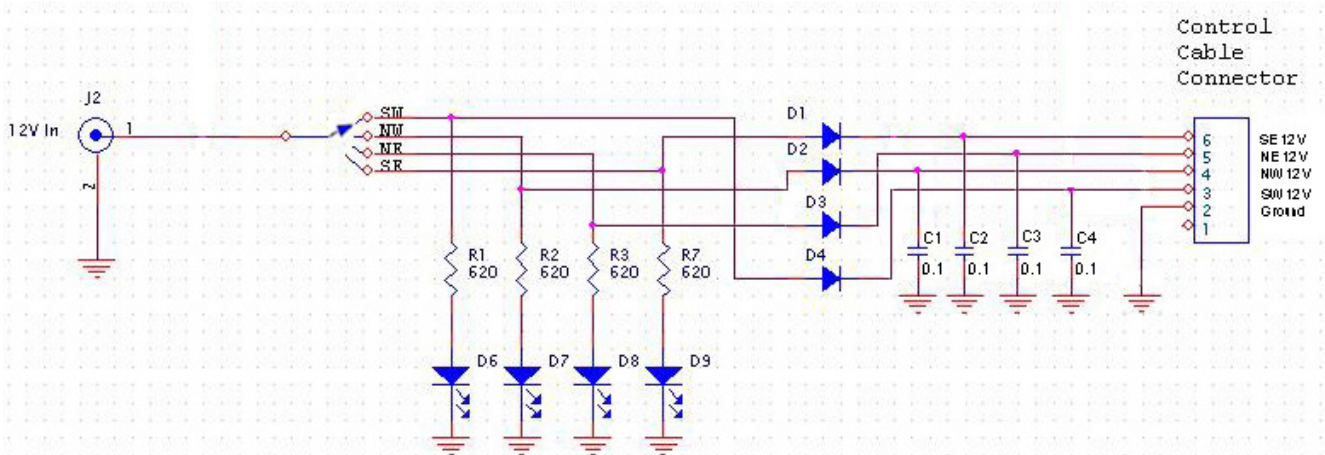 Control
Cable
Connector
J2
12V In
1
2
SW
NW
NE
SE
D1
D2
D3
D4
6
5
4
3
2
1
SE 12V
NE 12V
NW 12V
SW 12V
Ground
R1
620
R2
620
R3
620
R7
620
C1
0.1
C2
0.1
C3
0.1
C4
0.1
D6
D7
D8
D9